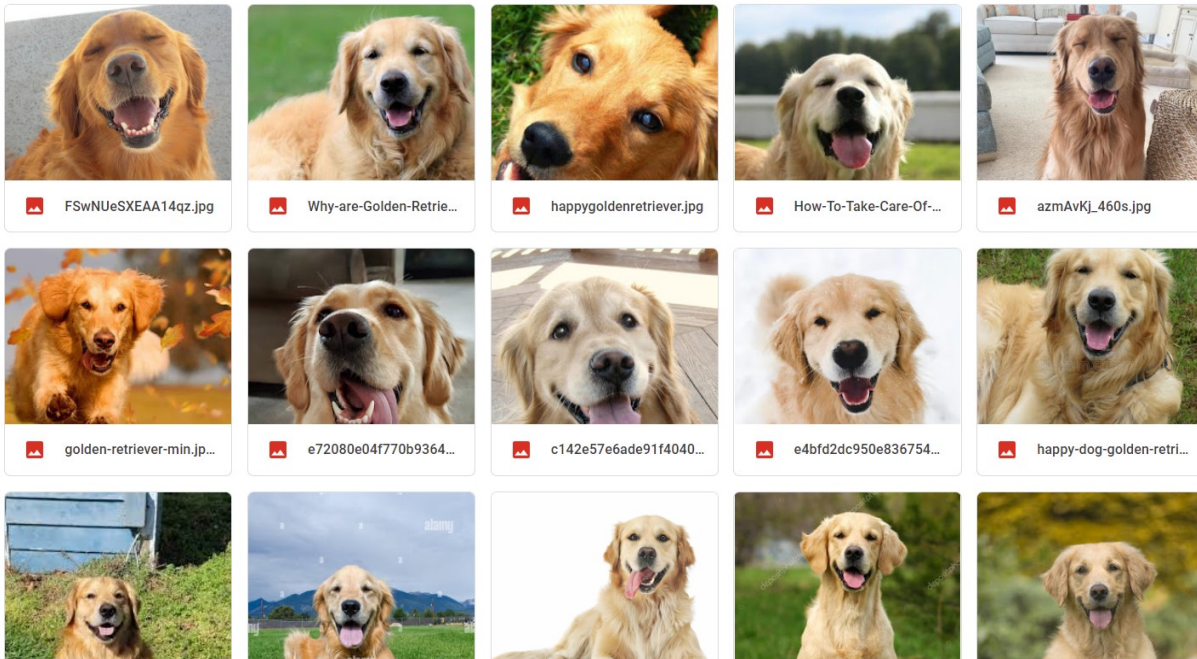 FSwNUeSXEAA14qz.jpg
Why-are-Golden-Retrie...
happygoldenretriever.jpg
How-To-Take-Care-Of-...
azmAvKj_460s.jpg
golden-retriever-min.jp...
e72080e04f770b9364...
c142e57e6ade91f4040...
e4bfd2dc950e836754...
happy-dog-golden-retri...
alamy